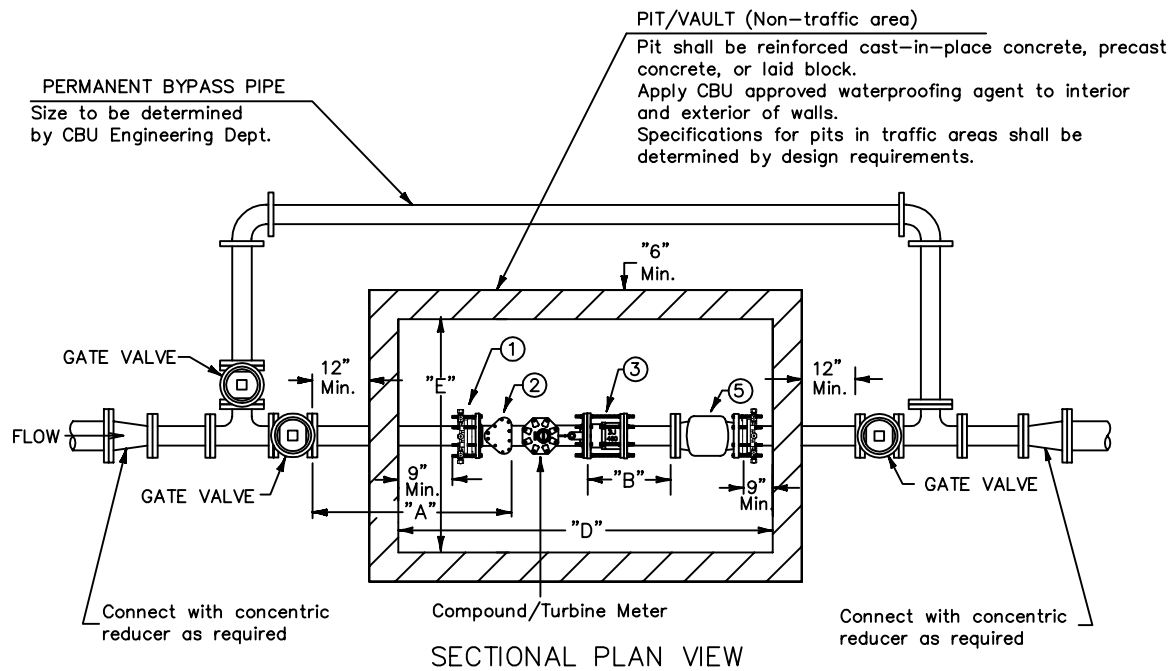 PIT/VAULT (Non-traffic area)
Pit shall be reinforced cast-in-place concrete, precast
concrete, or laid block.
Apply CBU approved waterproofing agent to interior
and exterior of walls.
Specifications for pits in traffic areas shall be
determined by design requirements.
PERMANENT BYPASS PIPE
Size to be determined
by CBU Engineering Dept.
"6"
Min.
GATE VALVE
12"
Min.
"E"
1
2
3
5
12"
Min.
FLOW
GATE VALVE
9"
Min.
"A"
"B"
9"
Min.
GATE VALVE
"D"
Connect with concentric
reducer as required
Compound/Turbine Meter
Connect with concentric
reducer as required
SECTIONAL PLAN VIEW